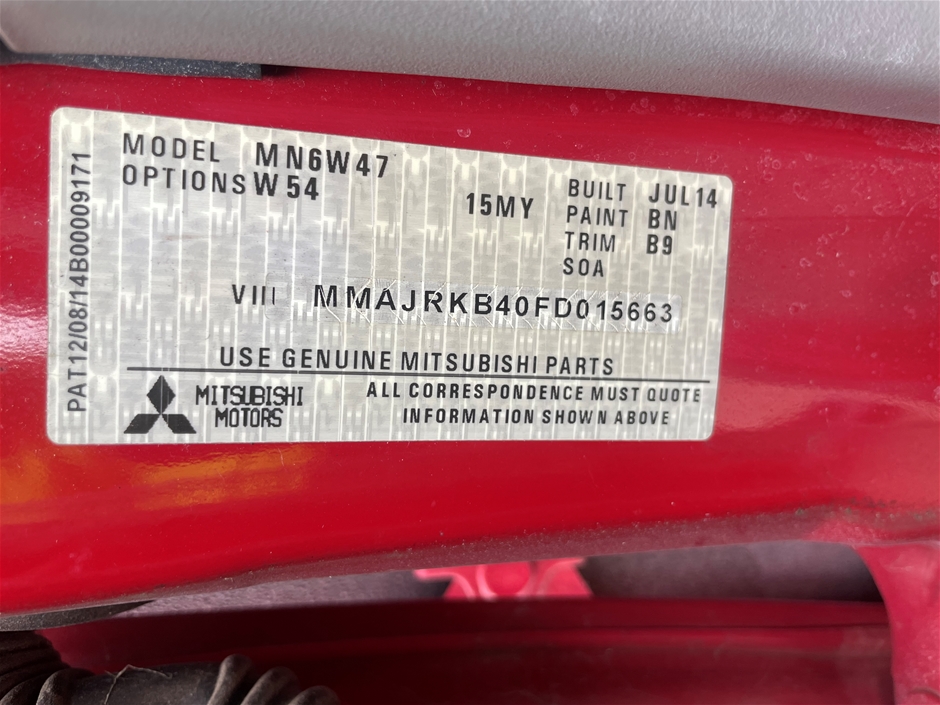 MODEL MN6W47
OPTIONS W54
15MY
BUILT JUL14
PAINT BN
TRIM B9
SOA
VIII MMAJRKB40FD015663
USE GENUINE MITSUBISHI PARTS
MITSUBISHI
MOTORS
ALL CORRESPONDENCE MUST QUOTE
INFORMATION SHOWN ABOVE
PAT12/08/14B00009171